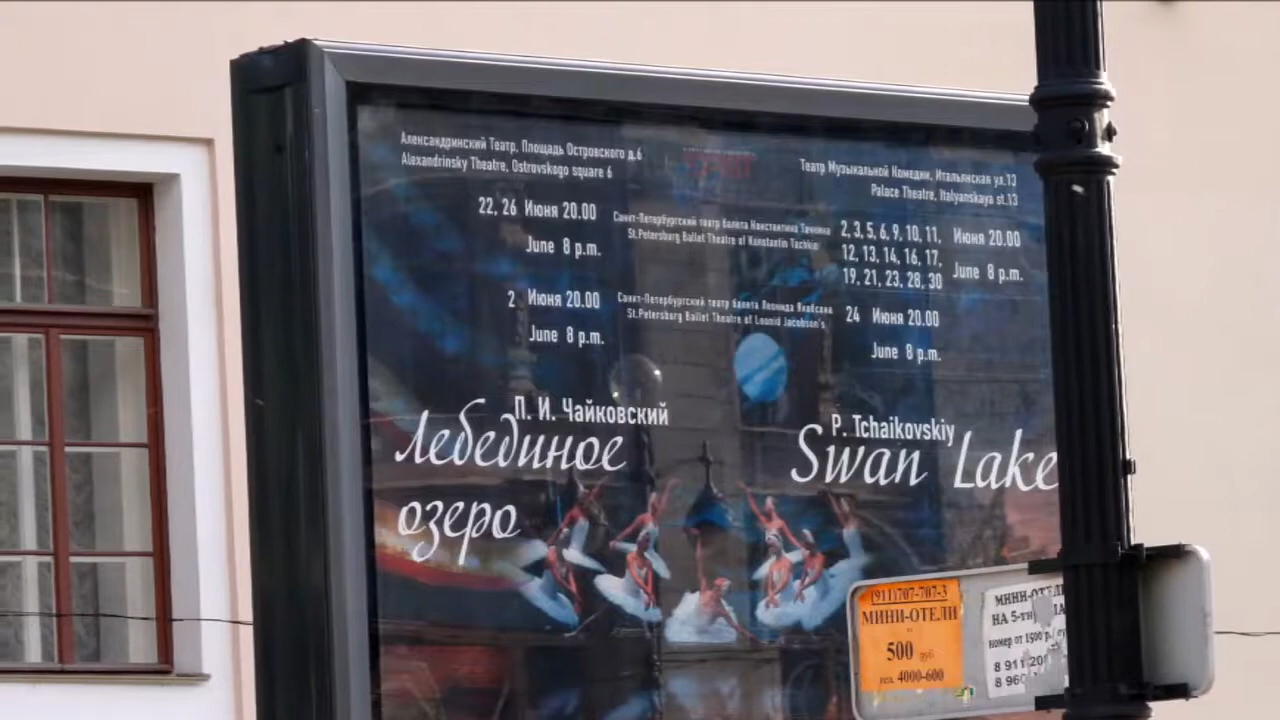 Александринский Театр, Площадь Островского д.6
Alexandrinsky Theatre, Ostrovskogo square 6
Театр Музыкальной Комедии, Итальянская ул.13
Palace Theatre, Italyanskaya st.13
22, 26 Июня 20.00
June 8 p.m.
Санкт-Петербургский театр балета Константина Тачкина
St.Petersburg Ballet Theatre of Konstantin Tachkin
2, 3, 5, 6, 9, 10, 11,
12, 13, 14, 16, 17,
19, 21, 23, 28, 30
Июня 20.00
June 8 p.m.
2 Июня 20.00
June 8 p.m.
Санкт-Петербургский театр балета Леонида Якобсона
St.Petersburg Ballet Theatre of Leonid Jacobson's
24 Июня 20.00
June 8 p.m.
П. И. Чайковский
Лебединое
озеро
P. Tchaikovskiy
Swan Lake
(911)707-707-3
МИНИ-ОТЕЛИ
от
500 руб
тел. 4000-600
МИНИ-ОТЕЛИ
НА 5-ти
номер от 1500 р.
8 911
8 960